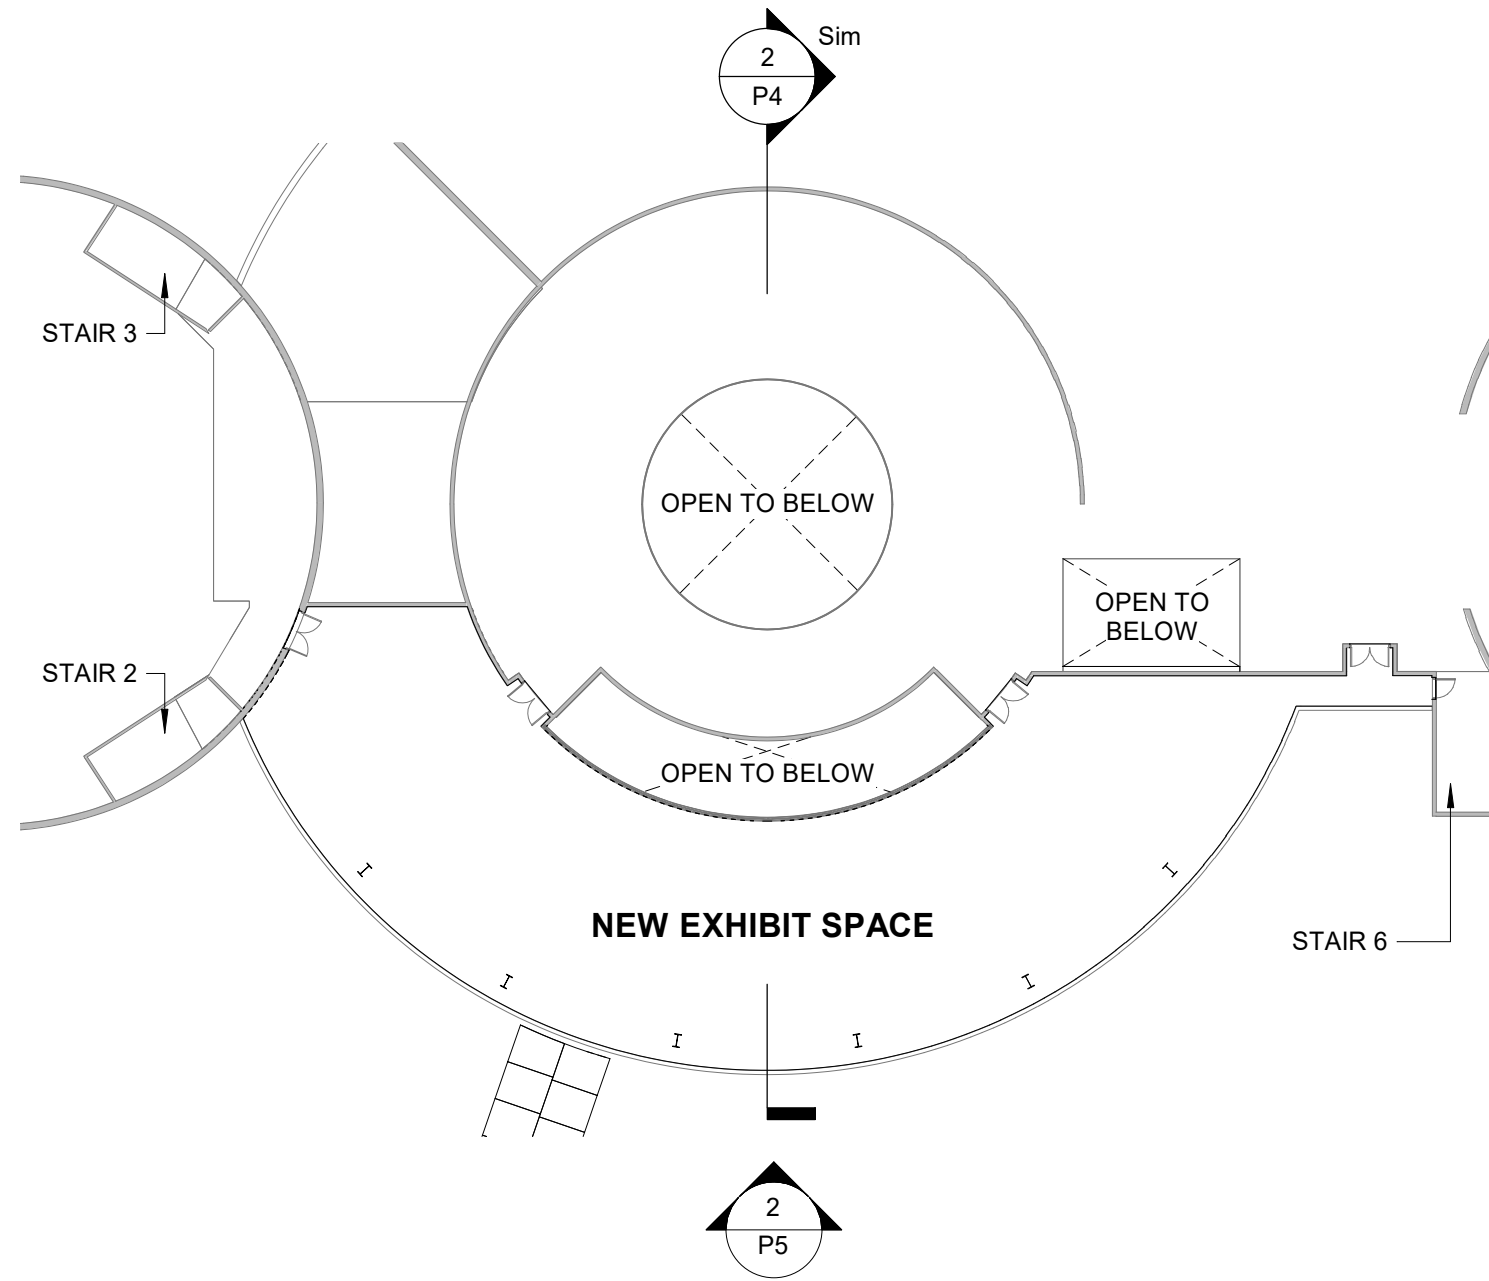 Sim
2
P4
STAIR 3
OPEN TO BELOW
OPEN TO
BELOW
STAIR 2
OPEN TO BELOW
NEW EXHIBIT SPACE
STAIR 6
2
P5